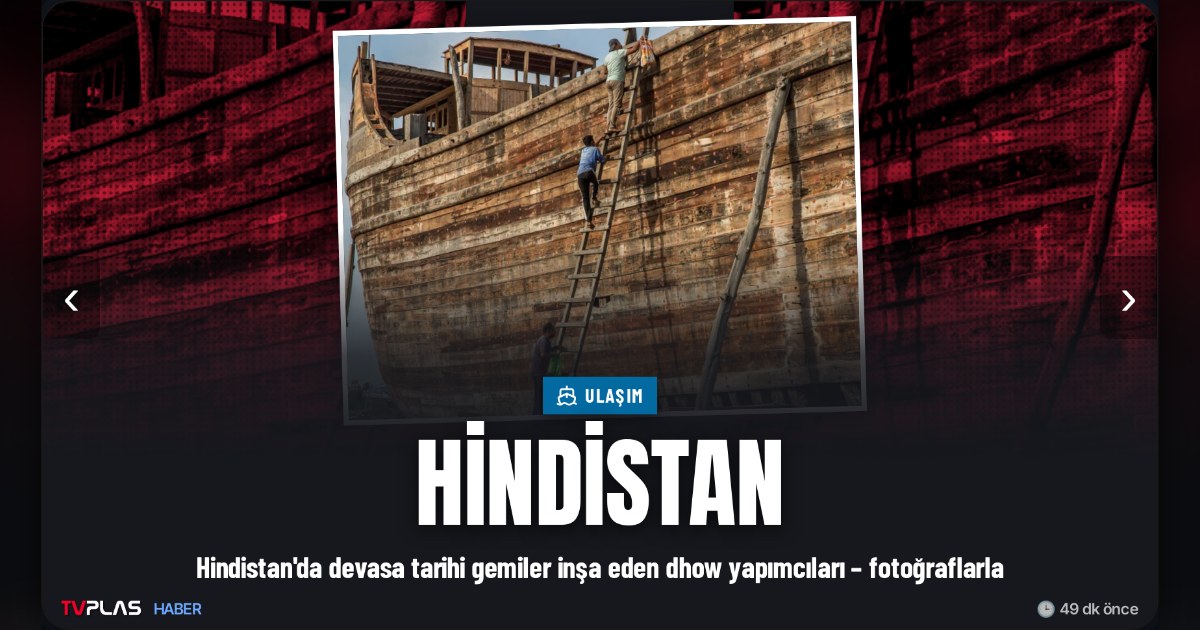 ULAŞIM
HİNDİSTAN
Hindistan'da devasa tarihi gemiler inşa eden dhow yapımcıları – fotoğraflarla
TVPLAS HABER
49 dk önce